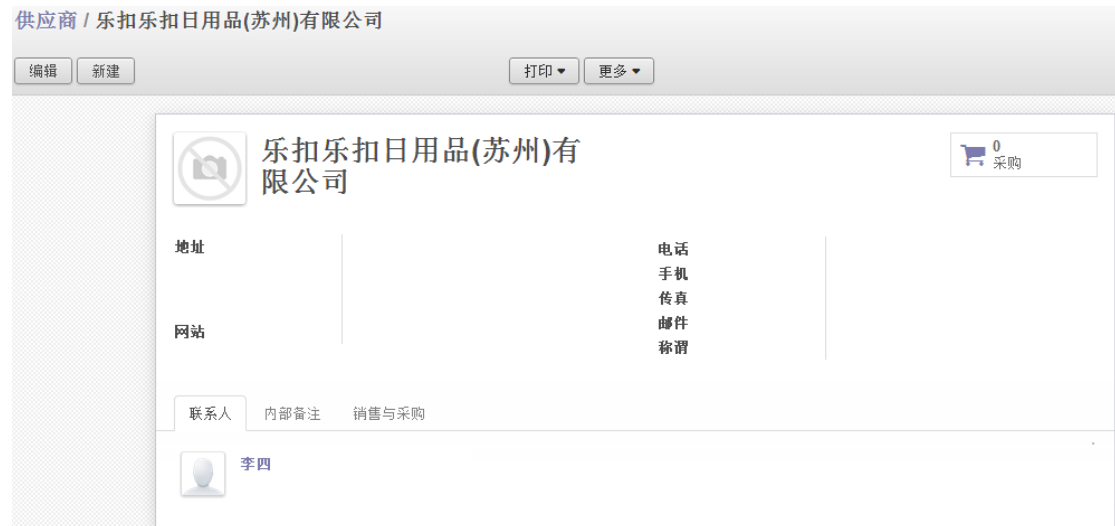 供应商 / 乐扣乐扣日用品(苏州)有限公司
编辑 新建 打印 更多
乐扣乐扣日用品(苏州)有
限公司
0
采购
地址
电话
手机
传真
网站
邮件
称谓
联系人 内部备注 销售与采购
李四